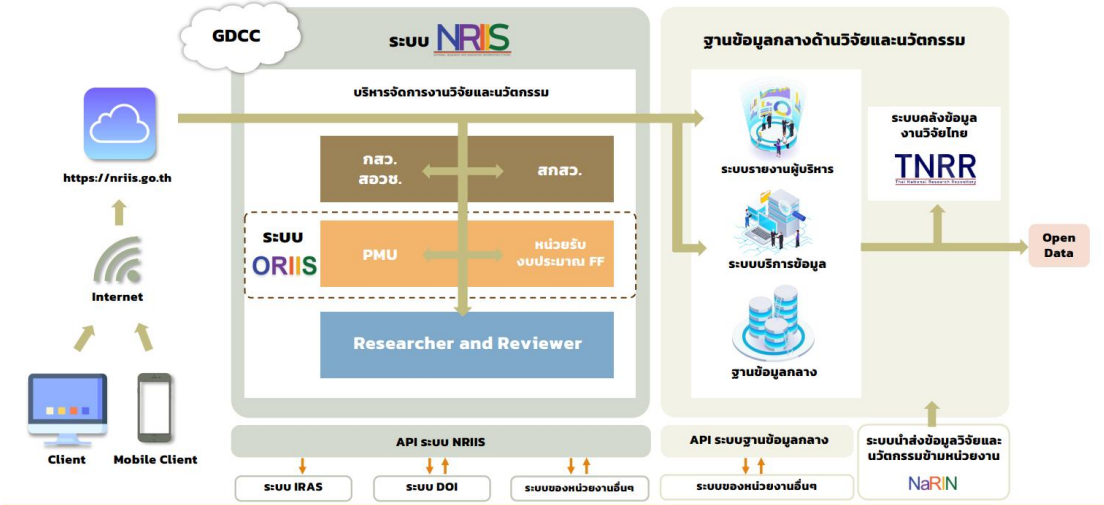 GDCC
ระบบ NRIIS
ฐานข้อมูลกลางด้านวิจัยและนวัตกรรม
บริหารจัดการงานวิจัยและนวัตกรรม
https://nriis.go.th
Internet
Client
Mobile Client
กสว.
สอวช.
สกสว.
ระบบ
ORIIS
PMU
หน่วยรับ
งบประมาณ FF
Researcher and Reviewer
ระบบรายงานผู้บริหาร
ระบบบริการข้อมูล
ฐานข้อมูลกลาง
ระบบคลังข้อมูล
งานวิจัยไทย
TNRR
Thai National Research Repository
Open
Data
API ระบบ NRIIS
ระบบ IRAS
ระบบ DOI
ระบบของหน่วยงานอื่นๆ
API ระบบฐานข้อมูลกลาง
ระบบของหน่วยงานอื่นๆ
ระบบนำส่งข้อมูลวิจัยและ
นวัตกรรมข้ามหน่วยงาน
NaRIN